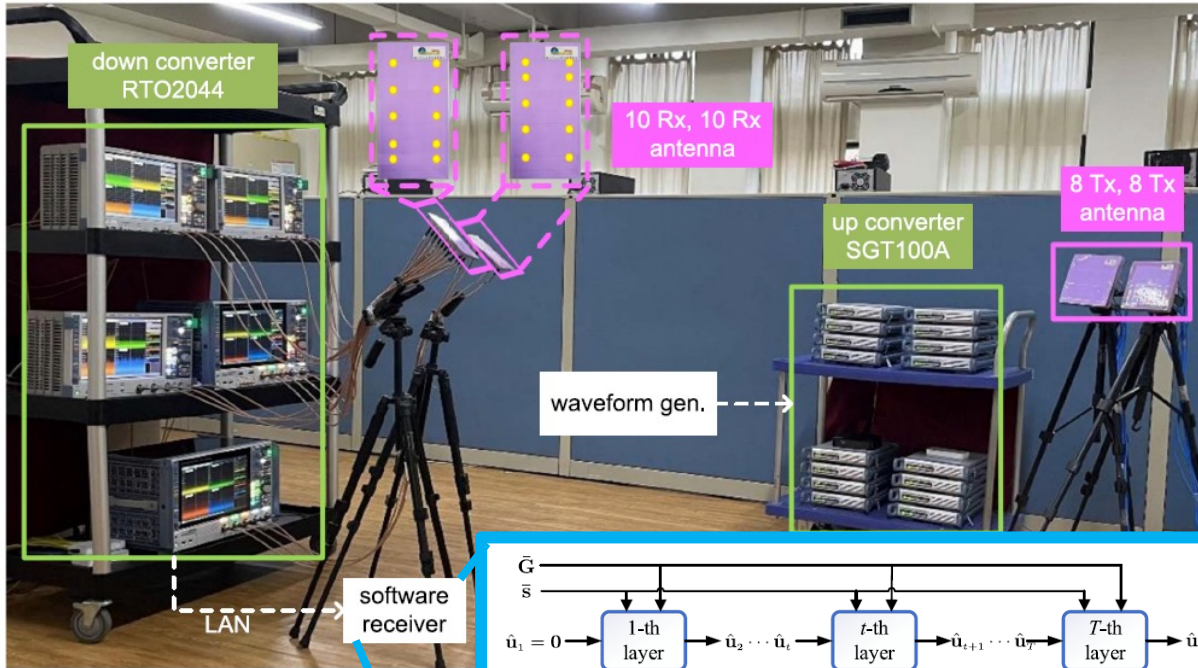 down converter
RTO2044
10 Rx, 10 Rx
antenna
8 Tx, 8 Tx
antenna
up converter
SGT100A
waveform gen.
software
receiver
LAN
Ḡ
s̄
û₁ = 0
1-th
layer
û₂ ⋯ ûₜ
t-th
layer
ûₜ₊₁ ⋯ û_T
T-th
layer
û